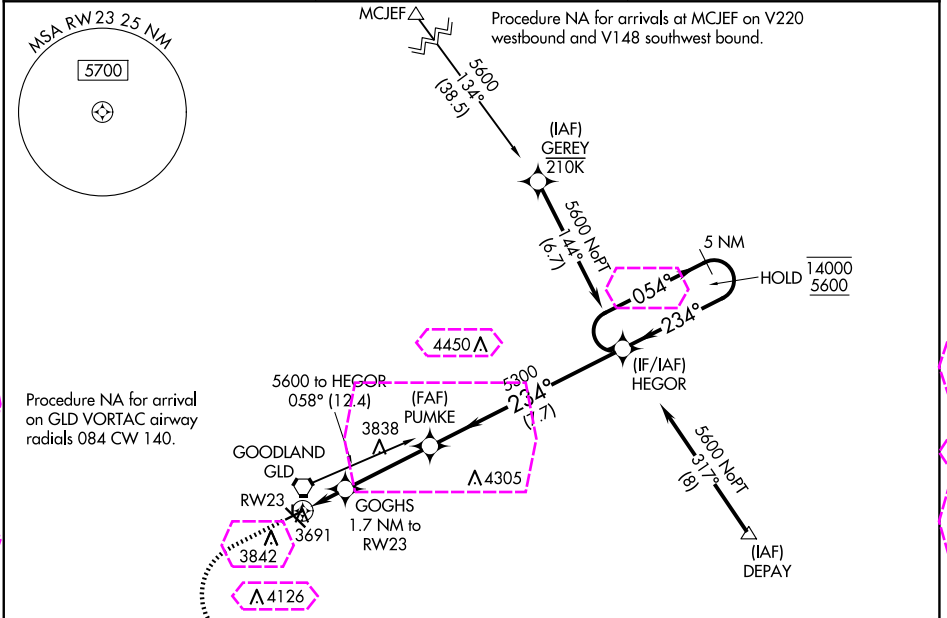 MSA RW 23 25 NM
5700
MCJEF
Procedure NA for arrivals at MCJEF on V220
westbound and V148 southwest bound.
5600
134°
(38.5)
(IAF)
GEREY
210K
5600 NoPT
144°
(6.7)
5 NM
HOLD
14000
5600
054°
234°
(IF/IAF)
HEGOR
4450
5300
234°
(7.7)
5600 to HEGOR
058° (12.4)
(FAF)
PUMKE
Procedure NA for arrival
on GLD VORTAC airway
radials 084 CW 140.
3838
GOODLAND
GLD
4305
RW23
GOGHS
1.7 NM to
RW23
3691
3842
4126
5600 NoPT
317°
(8)
(IAF)
DEPAY